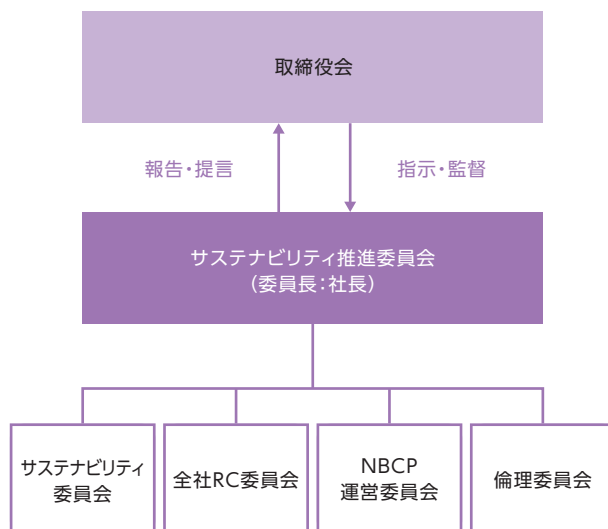 取締役会
報告・提言
指示・監督
サステナビリティ推進委員会
（委員長：社長）
サステナビリティ
委員会
全社RC委員会
NBCP
運営委員会
倫理委員会